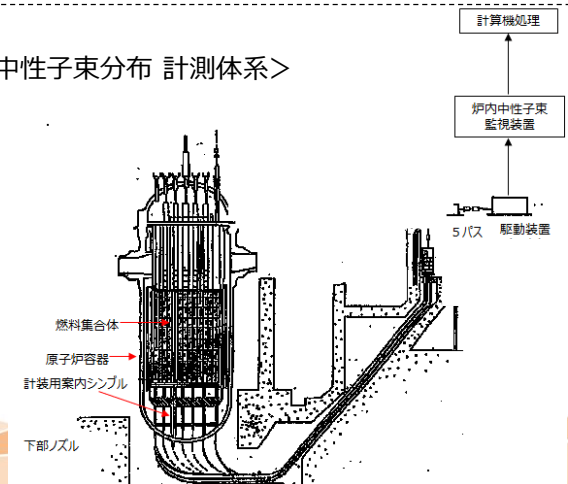 中性子束分布 計測体系>
計算機処理
炉内中性子束
監視装置
5パス 駆動装置
燃料集合体
原子炉容器
計装用案内シンブル
下部ノズル